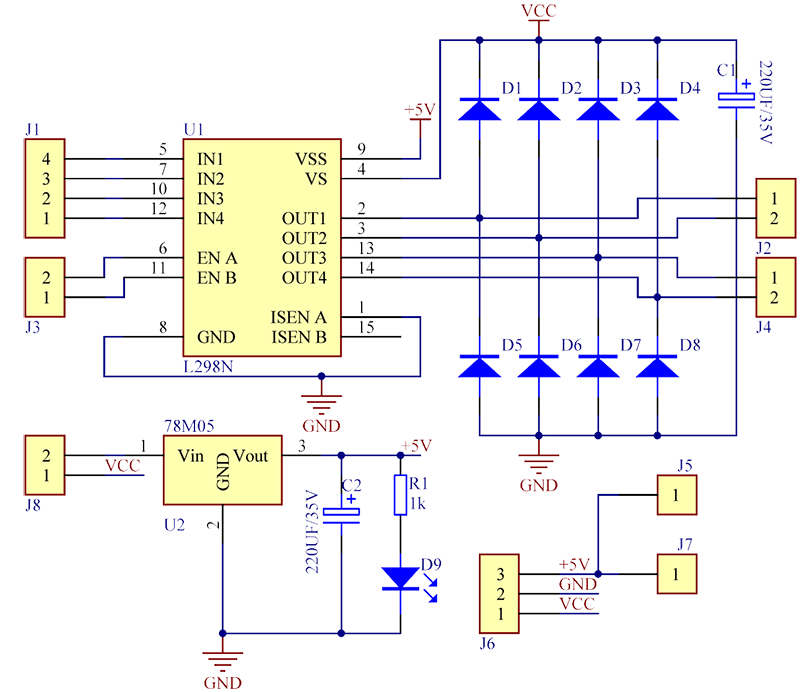 VCC
D1 D2 D3 D4
C1
+
220UF/35V
+5V
J1
4
3
2
1
U1
5 IN1
7 IN2
10 IN3
12 IN4
6 EN A
11 EN B
8 GND
VSS 9
VS 4
OUT1 2
OUT2 3
OUT3 13
OUT4 14
ISEN A 1
ISEN B 15
L298N
2
1
J3
1
2
J2
1
2
J4
D5 D6 D7 D8
GND
GND
78M05
1 Vin
GND
Vout 3
2
U2
2
1
J8
VCC
+5V
C2
+
220UF/35V
R1
1k
D9
GND
J5
1
J7
1
3 +5V
2 GND
1 VCC
J6